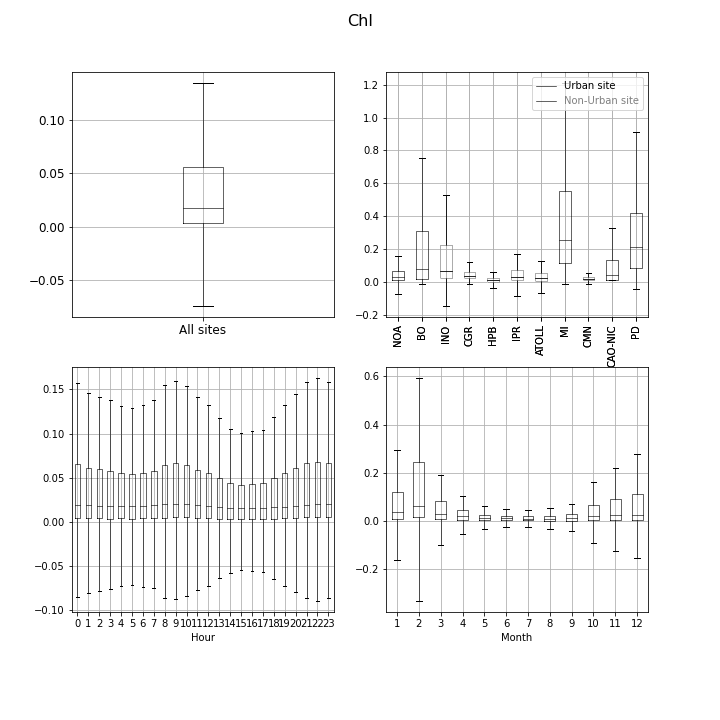 Chl
0.10
0.05
0.00
−0.05
All sites
1.2
1.0
0.8
0.6
0.4
0.2
0.0
−0.2
Urban site
Non-Urban site
NOA BO INO CGR HPB IPR ATOLL MI CMN CAO-NIC PD
0.15
0.10
0.05
0.00
−0.05
−0.10
0 1 2 3 4 5 6 7 8 9 10 11 12 13 14 15 16 17 18 19 20 21 22 23
Hour
0.6
0.4
0.2
0.0
−0.2
1 2 3 4 5 6 7 8 9 10 11 12
Month